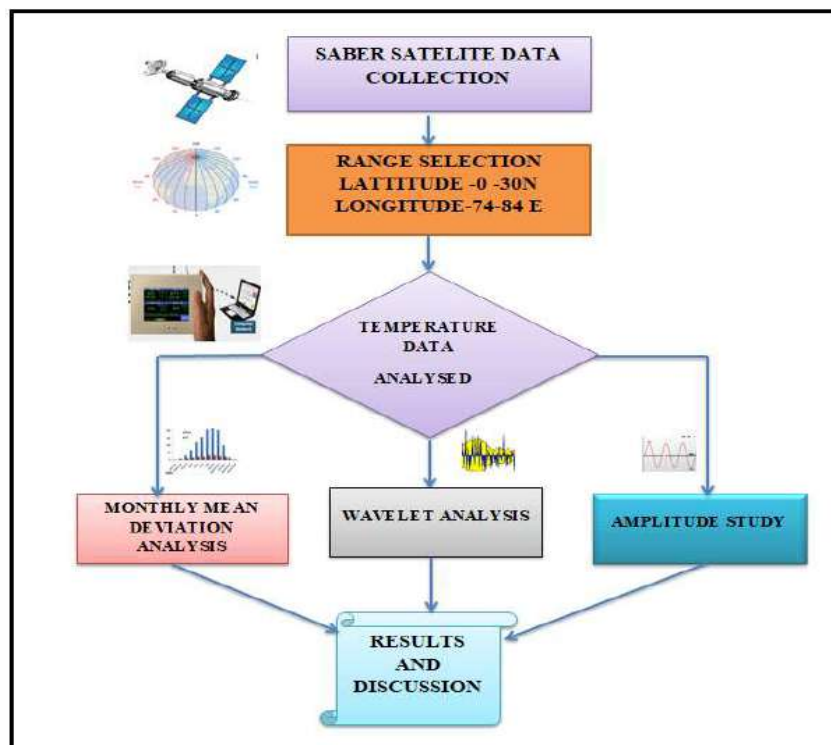 SABER SATELITE DATA
COLLECTION
RANGE SELECTION
LATTITUDE -0 -30N
LONGITUDE-74-84 E
TEMPERATURE
DATA
ANALYSED
MONTHLY MEAN
DEVIATION
ANALYSIS
WAVELET ANALYSIS
AMPLITUDE STUDY
RESULTS
AND
DISCUSSION